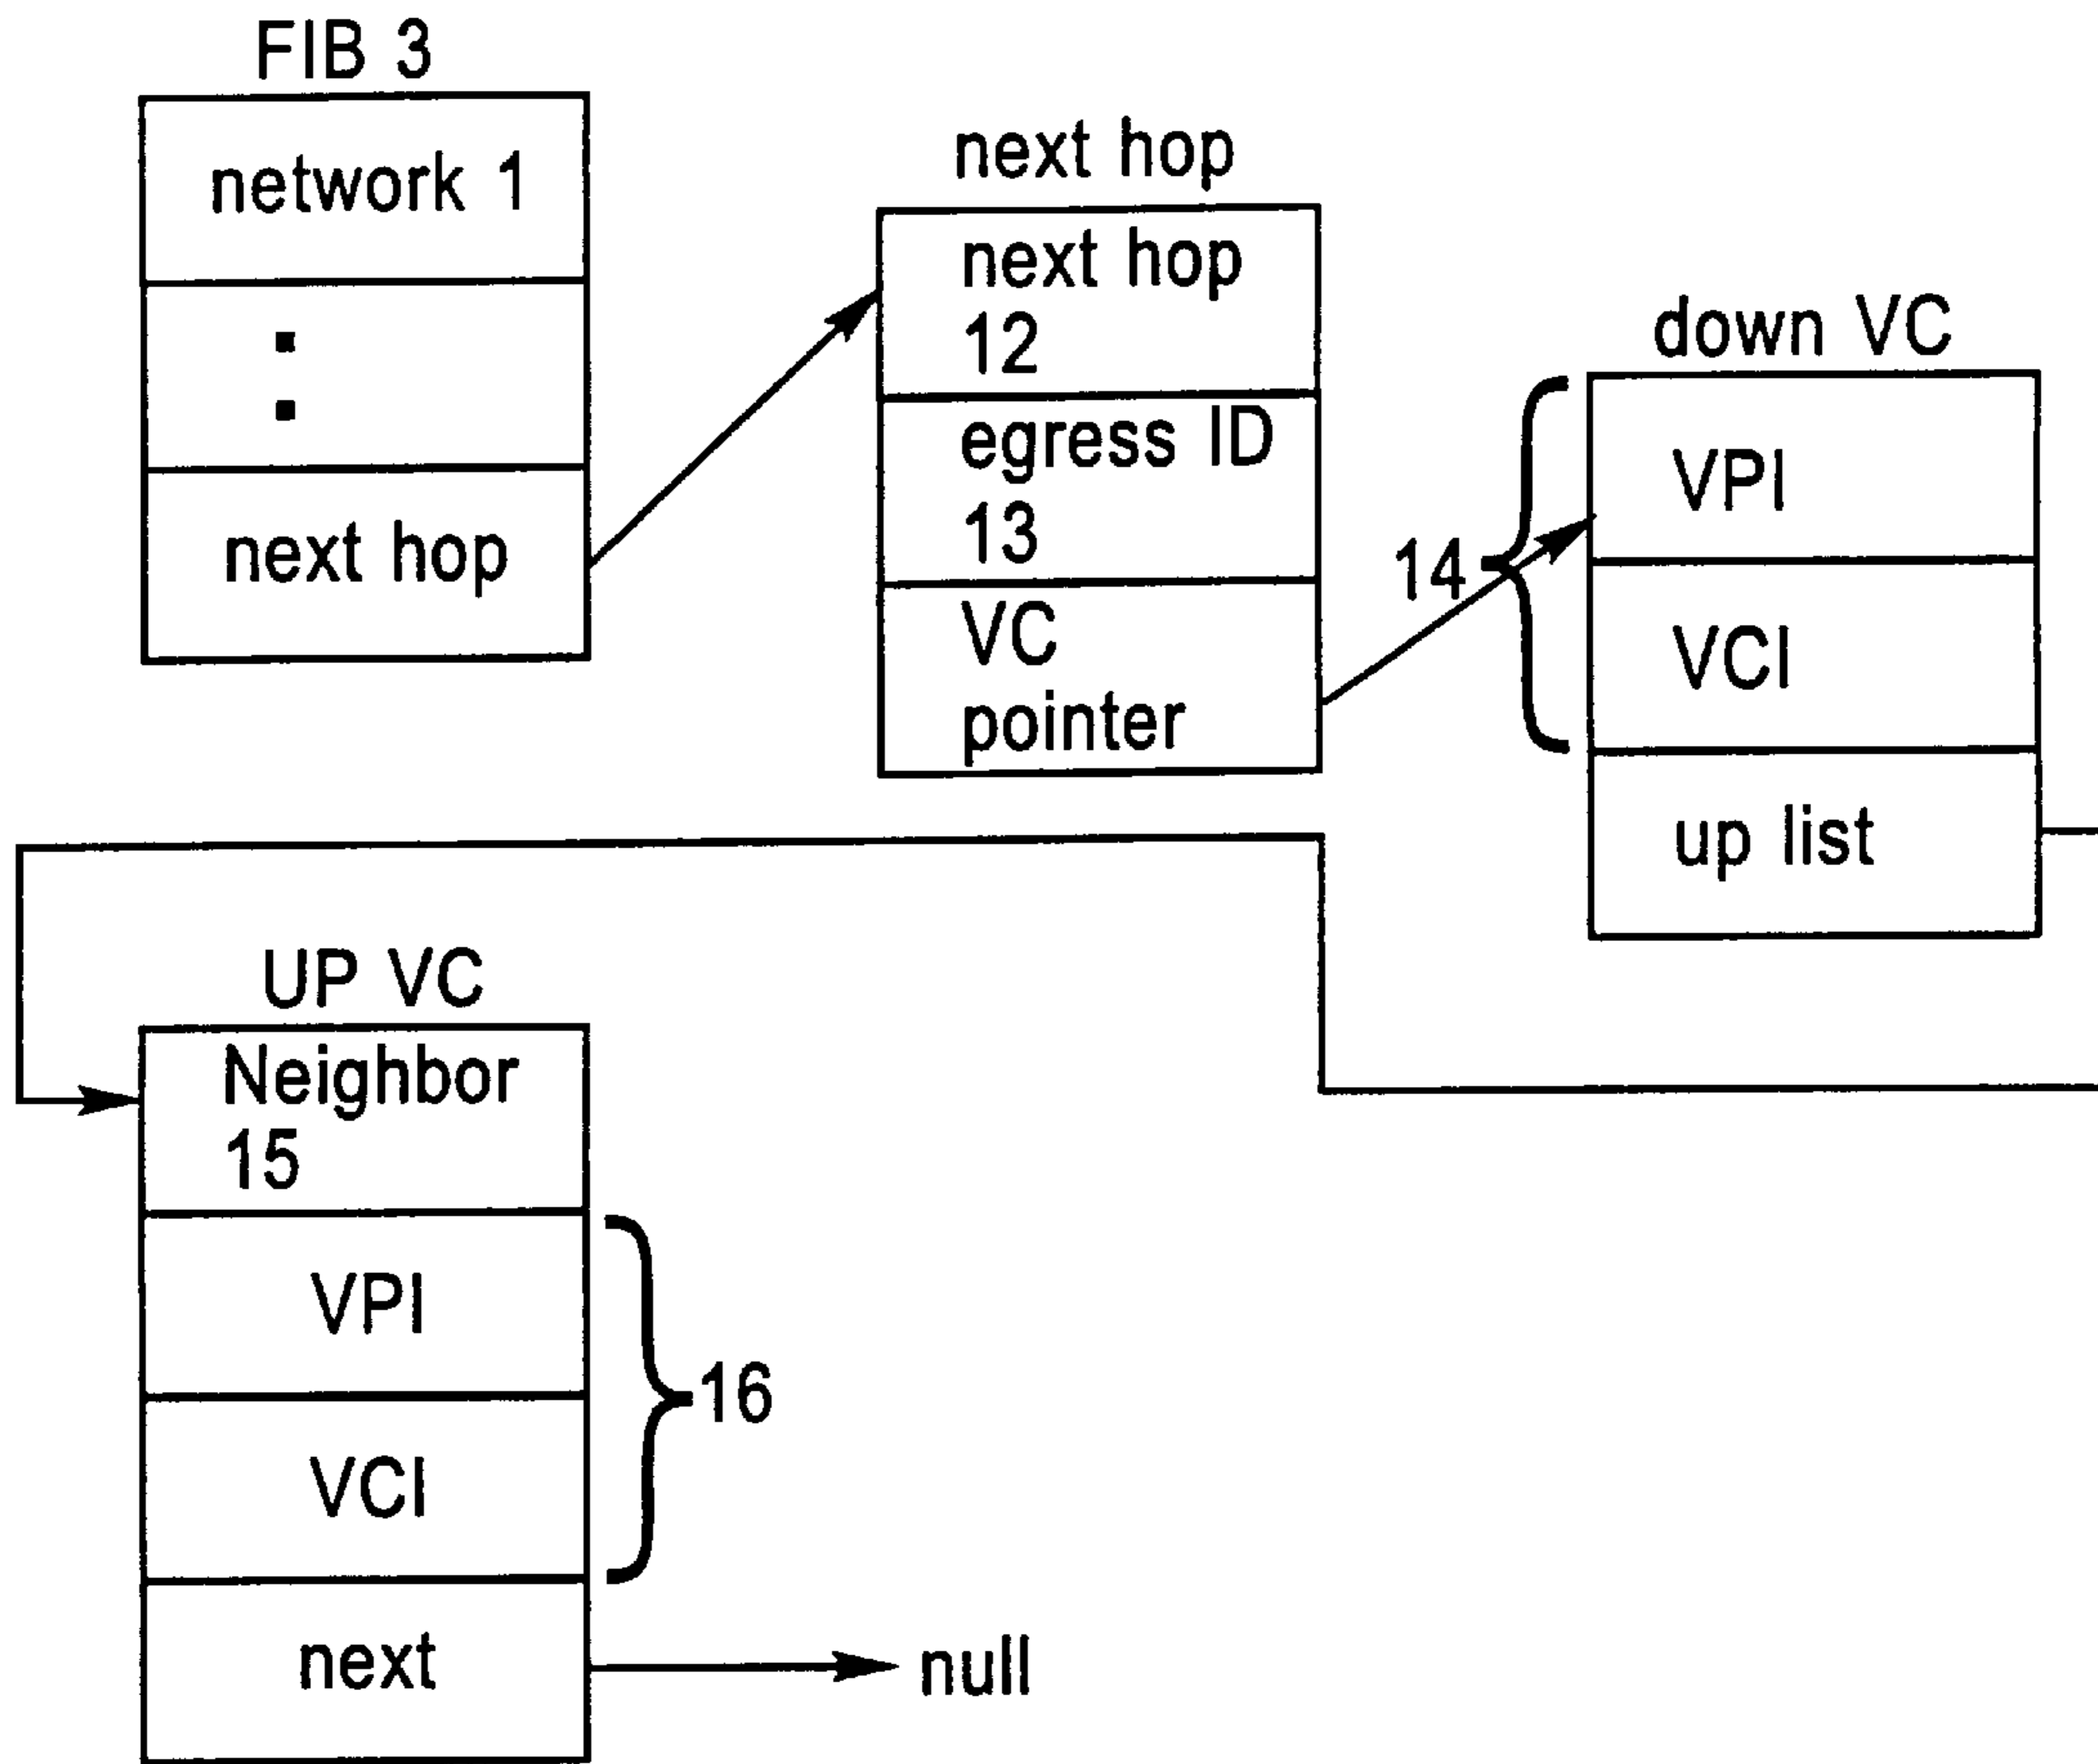 FIB 3
network 1
:
next hop
next hop
next hop
12
egress ID
13
VC
pointer
down VC
14
VPI
VCI
up list
UP VC
Neighbor
15
VPI
VCI
16
next
null